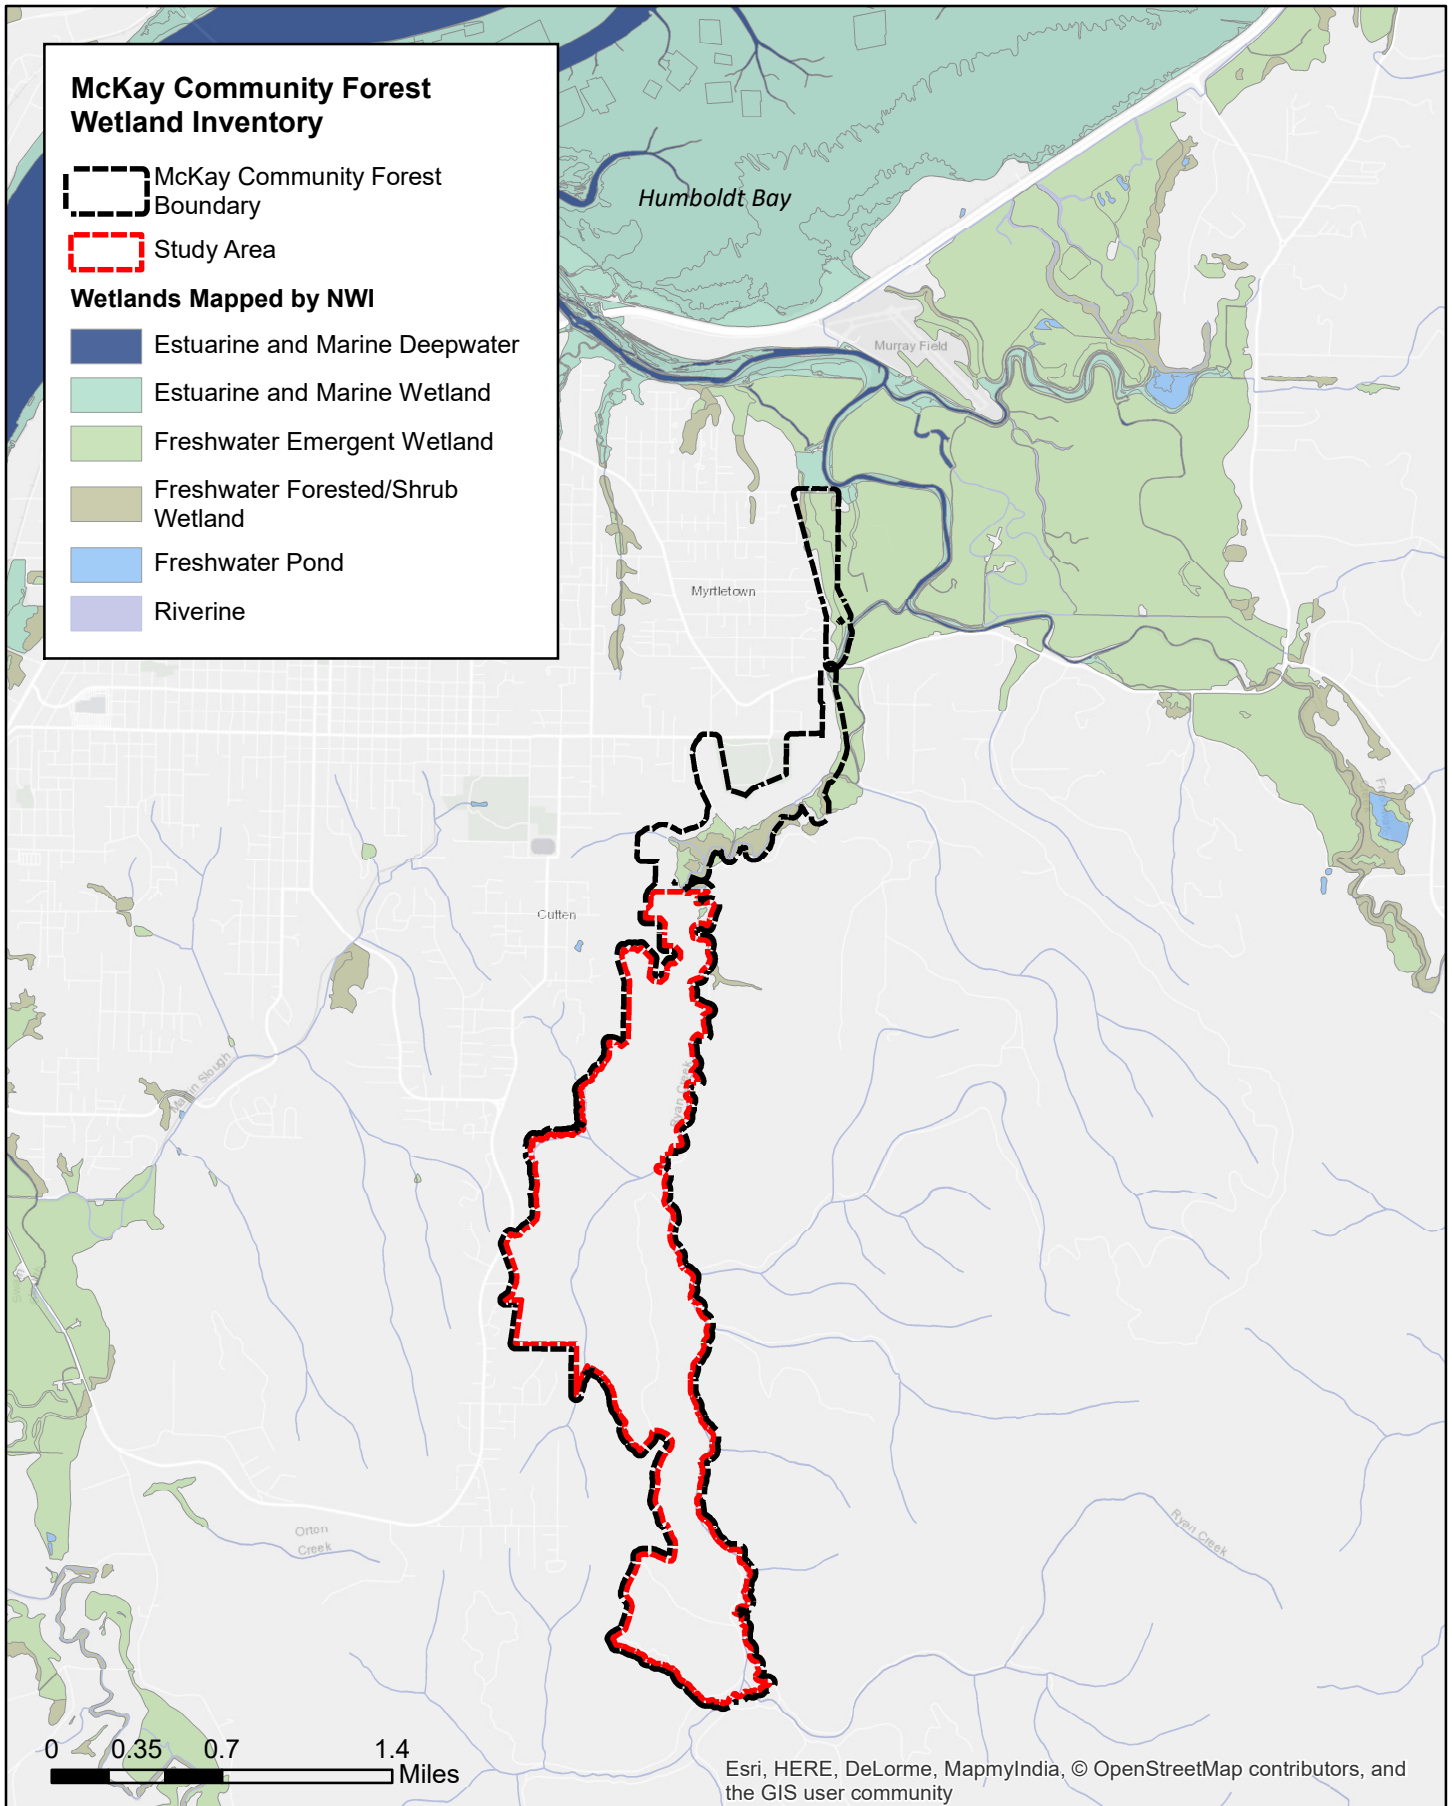 McKay Community Forest
Wetland Inventory
McKay Community Forest
Boundary
Study Area
Wetlands Mapped by NWI
Estuarine and Marine Deepwater
Estuarine and Marine Wetland
Freshwater Emergent Wetland
Freshwater Forested/Shrub
Wetland
Freshwater Pond
Riverine
Humboldt Bay
Murray Field
Myrtletown
Cutten
Ryan Creek
Slough
Orton
Creek
Ryan Creek
0 0.35 0.7 1.4
Miles
Esri, HERE, DeLorme, MapmyIndia, © OpenStreetMap contributors, and
the GIS user community